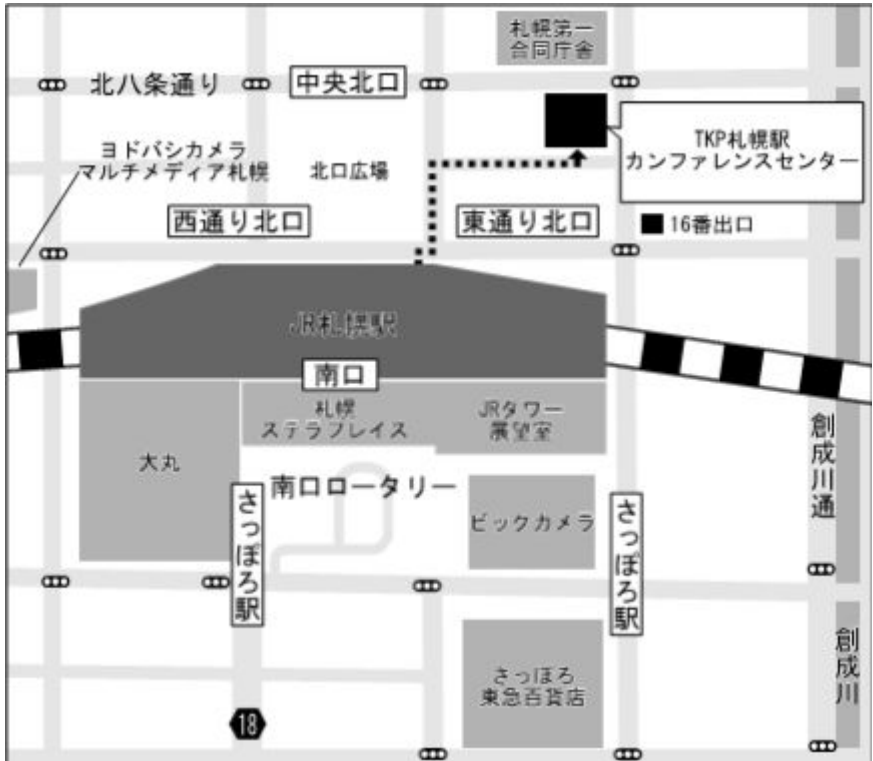 札幌第一
合同庁舎
北八条通り
中央北口
TKP札幌駅
カンファレンスセンター
ヨドバシカメラ
マルチメディア札幌
北口広場
西通り北口
東通り北口
16番出口
JR札幌駅
南口
札幌
ステラプレイス
JRタワー
展望室
大丸
南口ロータリー
ビックカメラ
さっぽろ駅
さっぽろ駅
創成川通
さっぽろ
東急百貨店
創成川
18